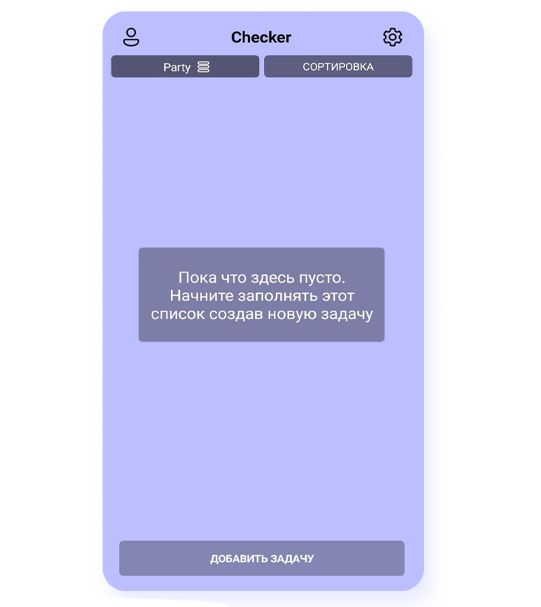 Checker
Party
СОРТИРОВКА
Пока что здесь пусто.
Начните заполнять этот
список создав новую задачу
ДОБАВИТЬ ЗАДАЧУ